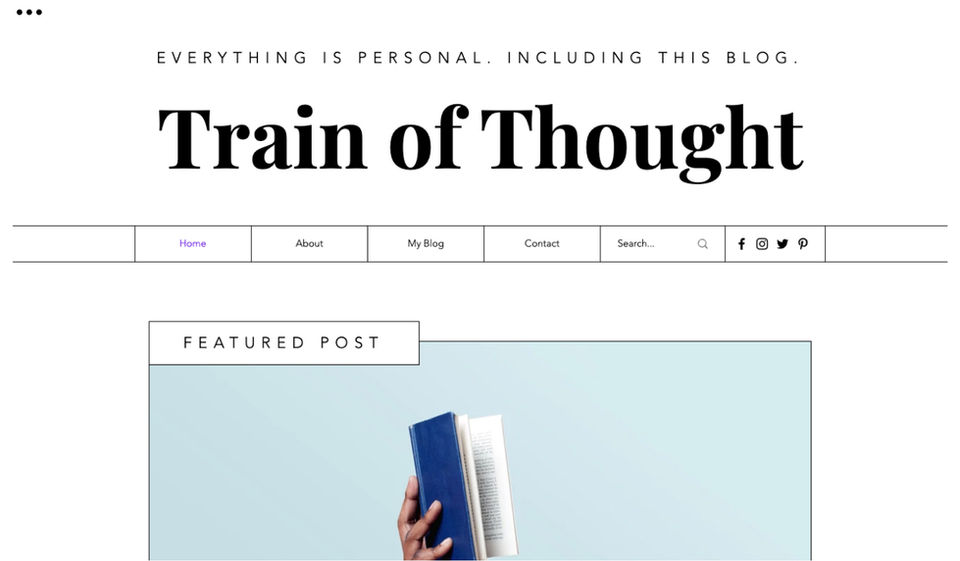 EVERYTHING IS PERSONAL. INCLUDING THIS BLOG.
Train of Thought
Home About My Blog Contact Search...
FEATURED POST